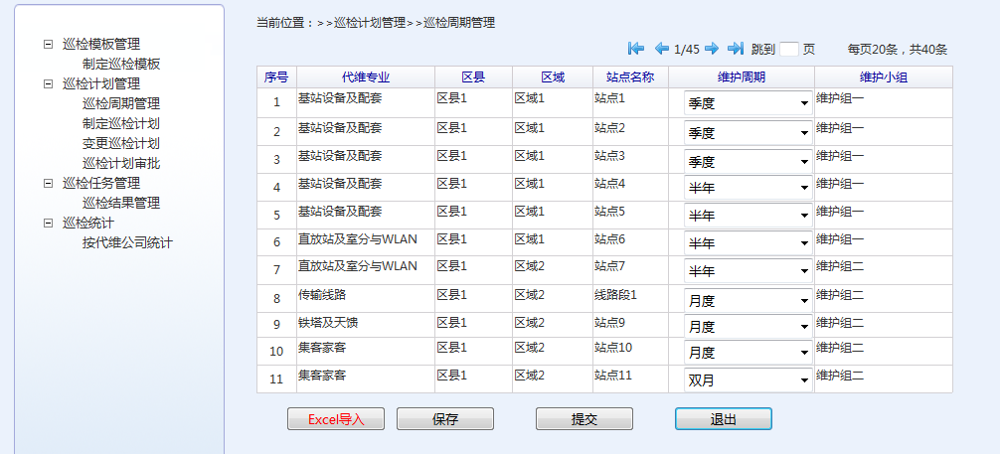 巡检模板管理
制定巡检模板
巡检计划管理
巡检周期管理
制定巡检计划
变更巡检计划
巡检计划审批
巡检任务管理
巡检结果管理
巡检统计
按代维公司统计
当前位置：>>巡检计划管理>>巡检周期管理
1/45 跳到 页 每页20条，共40条
序号 代维专业 区县 区域 站点名称 维护周期 维护小组
1 基站设备及配套 区县1 区域1 站点1 季度 维护组一
2 基站设备及配套 区县1 区域1 站点2 季度 维护组一
3 基站设备及配套 区县1 区域1 站点3 季度 维护组一
4 基站设备及配套 区县1 区域1 站点4 半年 维护组一
5 基站设备及配套 区县1 区域1 站点5 半年 维护组一
6 直放站及室分与WLAN 区县1 区域1 站点6 半年 维护组一
7 直放站及室分与WLAN 区县1 区域2 站点7 半年 维护组二
8 传输线路 区县1 区域2 线路段1 月度 维护组二
9 铁塔及天馈 区县1 区域2 站点9 月度 维护组二
10 集客家客 区县1 区域2 站点10 月度 维护组二
11 集客家客 区县1 区域2 站点11 双月 维护组二
Excel导入 保存 提交 退出